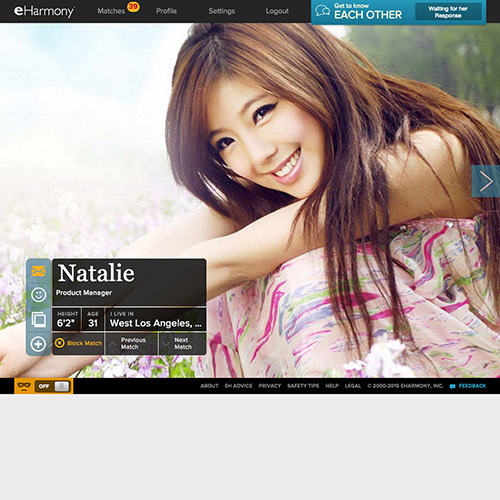 eHarmony
Matches 39 Profile Settings Logout
Get to know
EACH OTHER
Waiting for her
Response
Natalie
Product Manager
HEIGHT AGE I LIVE IN
6'2" 31 West Los Angeles, ...
Block Match
Previous
Match
Next
Match
OFF
ABOUT EH ADVICE PRIVACY SAFETY TIPS HELP LEGAL © 2000-2015 EHARMONY, INC. FEEDBACK